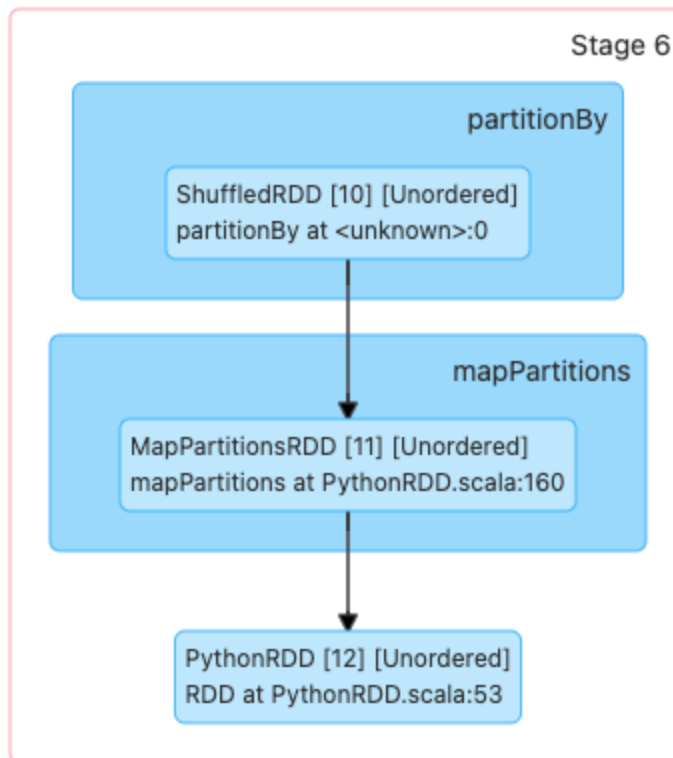 Stage 6
partitionBy
ShuffledRDD [10] [Unordered]
partitionBy at <unknown>:0
mapPartitions
MapPartitionsRDD [11] [Unordered]
mapPartitions at PythonRDD.scala:160
PythonRDD [12] [Unordered]
RDD at PythonRDD.scala:53